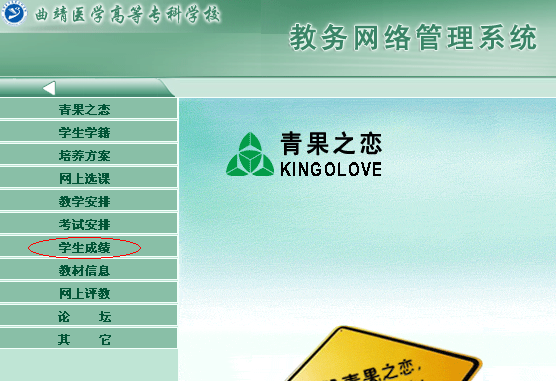 曲靖医学高等专科学校
教务网络管理系统
青果之恋
学生学籍
培养方案
网上选课
教学安排
考试安排
学生成绩
教材信息
网上评教
论 坛
其 它
青果之恋
KINGOLOVE
青果之恋,